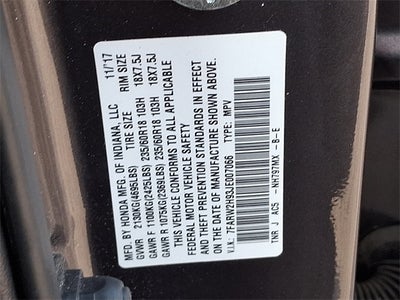 MFD. BY HONDA MFG. OF INDIANA, LLC 11/'17
TIRE SIZE RIM SIZE
GVWR 2130KG(4695LBS)
GAWR F 1100KG(2425LBS) 235/60R18 103H 18X7.5J
GAWR R 1075KG(2369LBS) 235/60R18 103H 18X7.5J
THIS VEHICLE CONFORMS TO ALL APPLICABLE
FEDERAL MOTOR VEHICLE SAFETY
AND THEFT PREVENTION STANDARDS IN EFFECT
ON THE DATE OF MANUFACTURE SHOWN ABOVE.
V.I.N.: 7FARW2H93JE007066 TYPE: MPV
TNR J AC5 -NH797MX -B-E